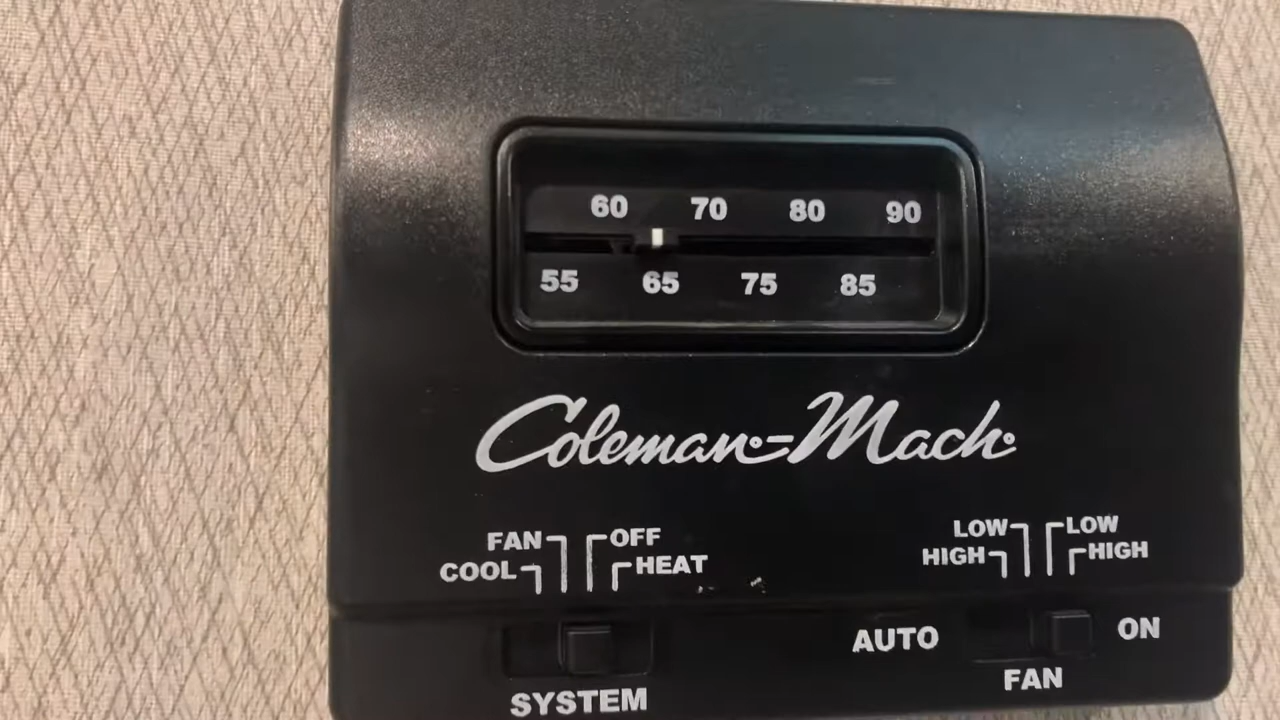 60 70 80 90
55 65 75 85
Coleman-Mach
FAN OFF
COOL HEAT
LOW LOW
HIGH HIGH
AUTO ON
SYSTEM
FAN